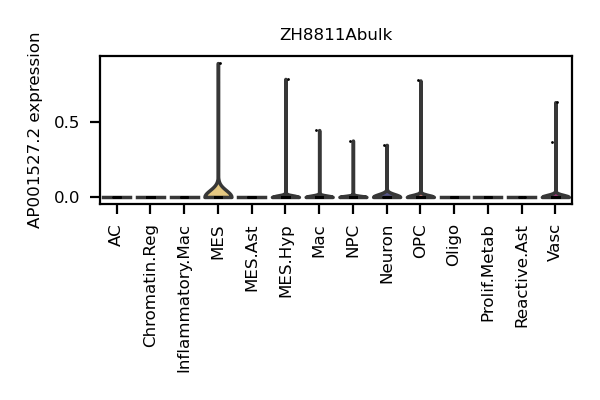 ZH8811Abulk
AP001527.2 expression
0.5
0.0
AC
Chromatin.Reg
Inflammatory.Mac
MES
MES.Ast
MES.Hyp
Mac
NPC
Neuron
OPC
Oligo
Prolif.Metab
Reactive.Ast
Vasc